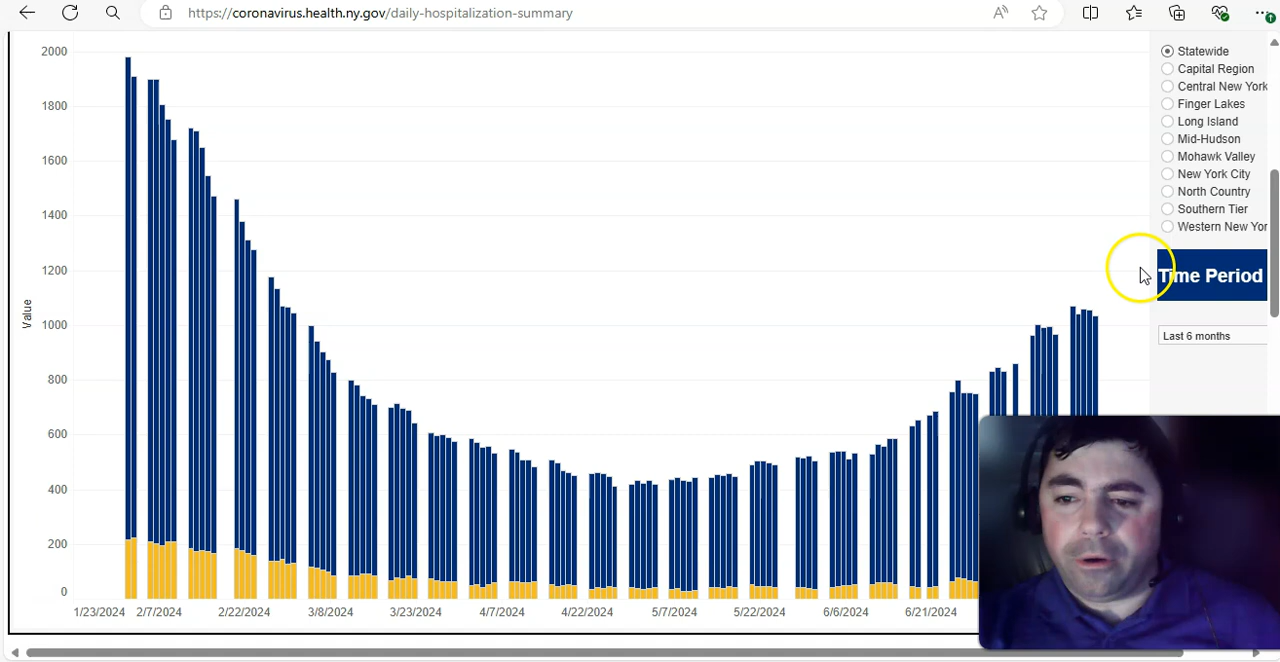 https://coronavirus.health.ny.gov/daily-hospitalization-summary
2000
1800
1600
1400
1200
1000
800
600
400
200
0
Value
1/23/2024 2/7/2024 2/22/2024 3/8/2024 3/23/2024 4/7/2024 4/22/2024 5/7/2024 5/22/2024 6/6/2024 6/21/2024
Statewide
Capital Region
Central New York
Finger Lakes
Long Island
Mid-Hudson
Mohawk Valley
New York City
North Country
Southern Tier
Western New Yor
Time Period
Last 6 months